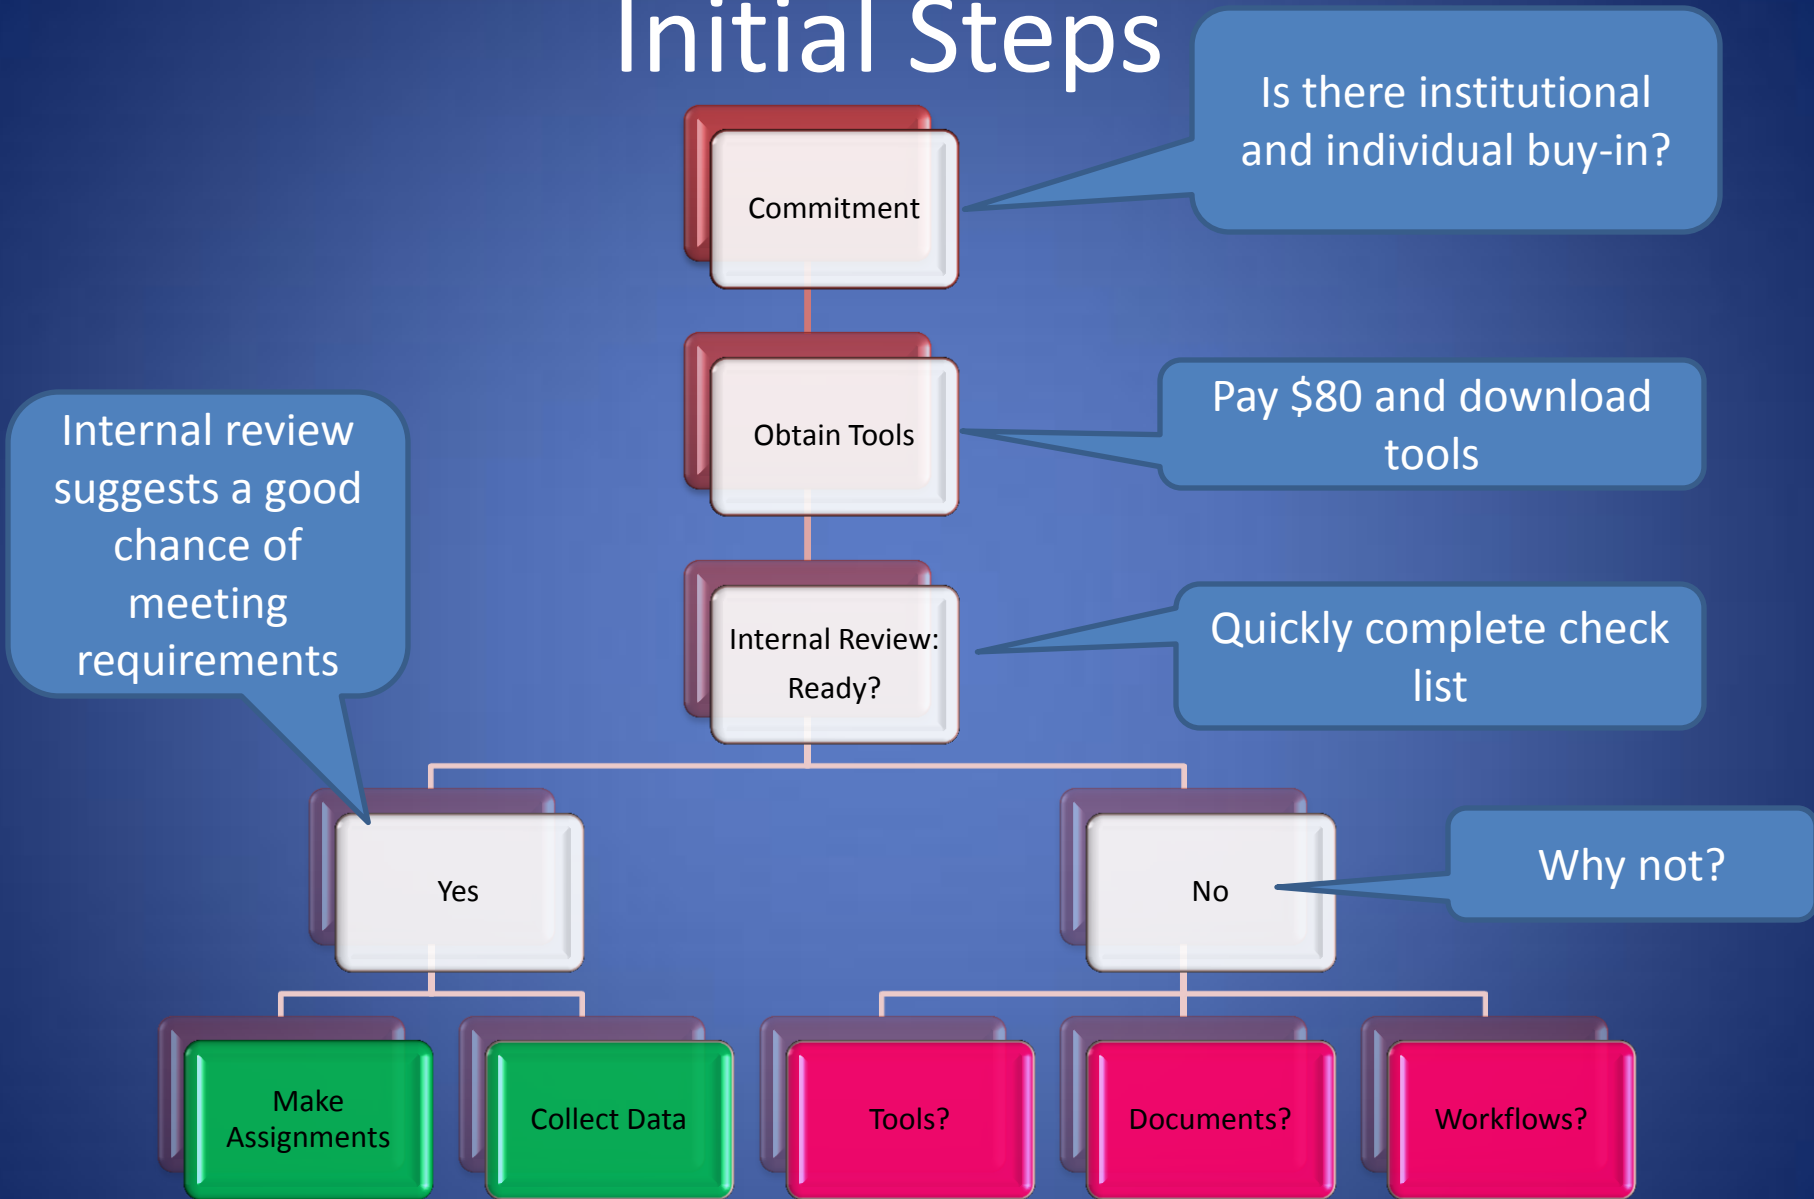 Initial Steps
Is there institutional
and individual buy-in?
Commitment
Pay $80 and download
tools
Obtain Tools
Internal review
suggests a good
chance of
meeting
requirements
Quickly complete check
list
Internal Review:
Ready?
Yes
No
Why not?
Make
Assignments
Collect Data
Tools?
Documents?
Workflows?